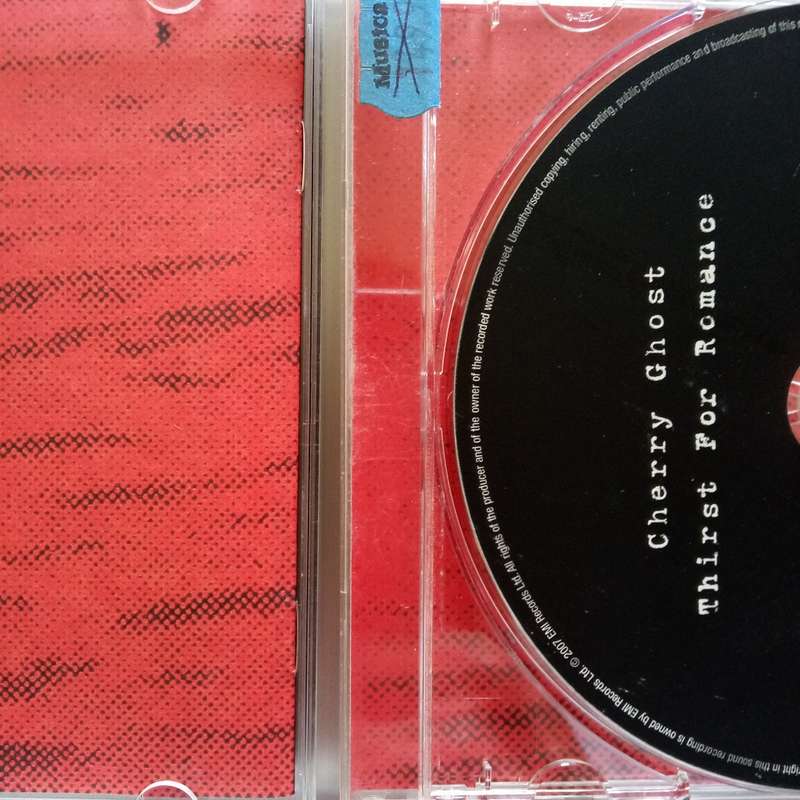 Cherry Ghost
Thirst For Romance
right in this sound recording is owned by EMI Records Ltd. © 2007 EMI Records Ltd. All rights of the producer and of the owner of the recorded work reserved. Unauthorised copying, hiring, renting, public performance and broadcasting of this